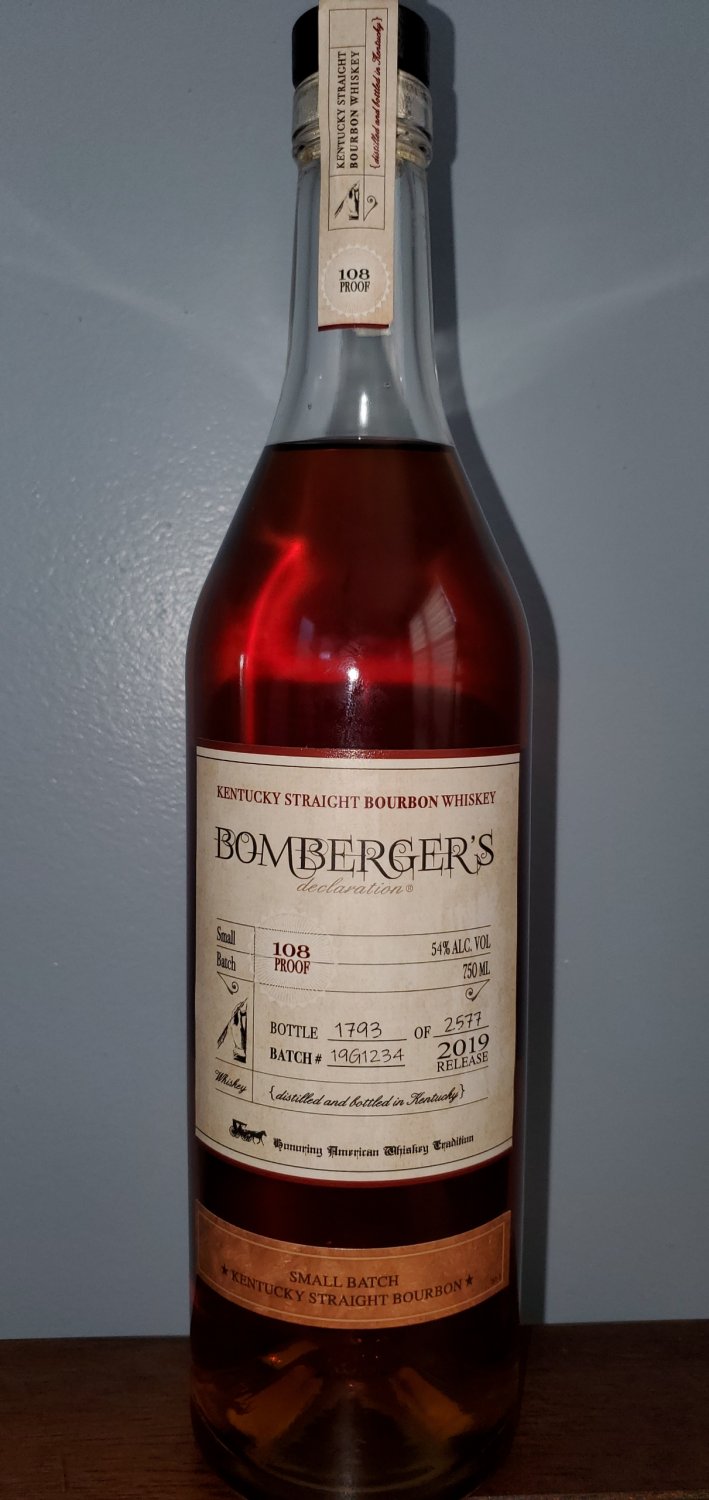 KENTUCKY STRAIGHT
BOURBON WHISKEY
{distilled and bottled in Kentucky}
108
PROOF
KENTUCKY STRAIGHT BOURBON WHISKEY
BOMBERGER'S
declaration®
Small
Batch
108
PROOF
54% ALC. VOL
750 ML
BOTTLE 1793 OF 2577
BATCH # 19G1234
2019
RELEASE
Whiskey
{distilled and bottled in Kentucky}
Honoring American Whiskey Tradition
SMALL BATCH
★ KENTUCKY STRAIGHT BOURBON ★